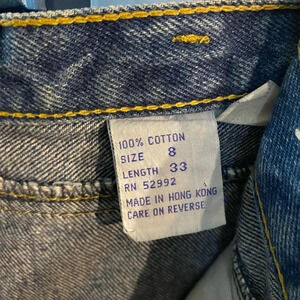 100% COTTON
SIZE 8
LENGTH 33
RN 52992
MADE IN HONG KONG
CARE ON REVERSE